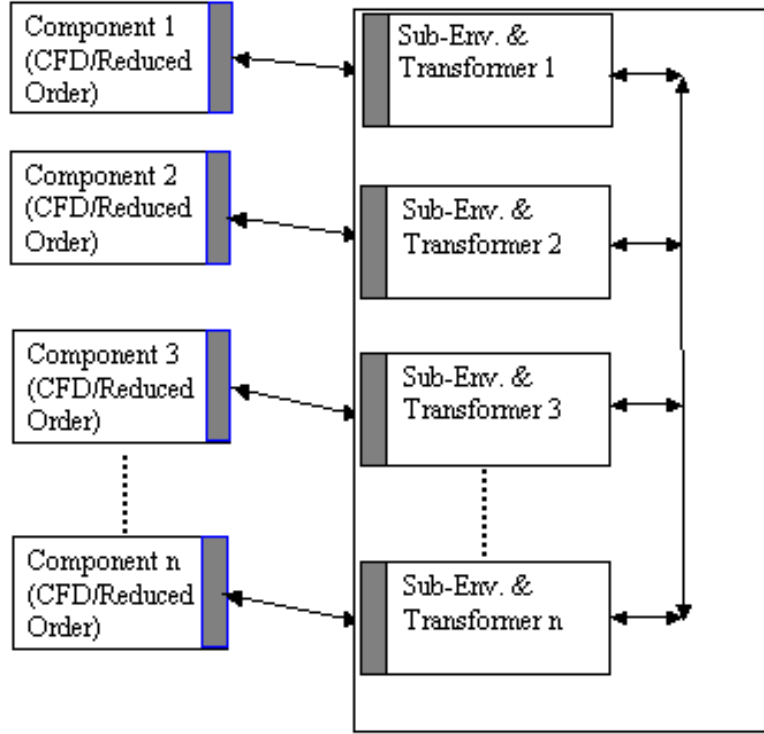 Component 1
(CFD/Reduced
Order)
Sub-Env. &
Transformer 1
Component 2
(CFD/Reduced
Order)
Sub-Env. &
Transformer 2
Component 3
(CFD/Reduced
Order)
Sub-Env. &
Transformer 3
Component n
(CFD/Reduced
Order)
Sub-Env. &
Transformer n